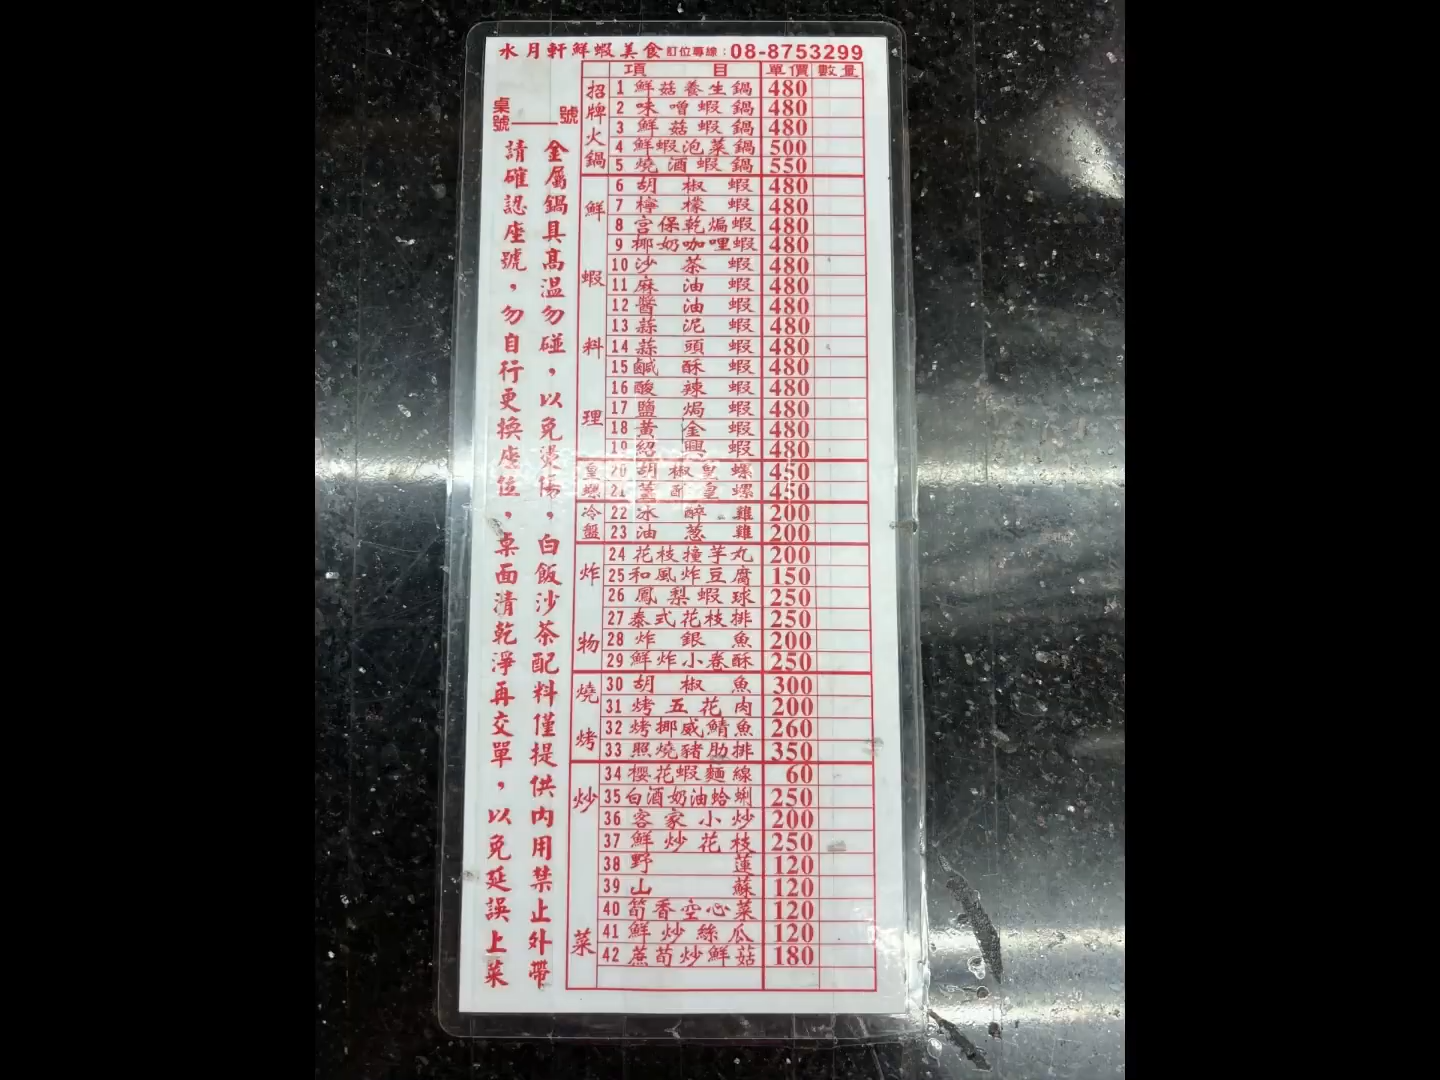 水月軒鮮蝦美食 訂位專線：08-8753299
桌號____號
金屬鍋具高溫勿碰，以免燙傷，白飯沙茶配料僅提供內用禁止外帶
請確認座號，勿自行更換座位，桌面清乾淨再交單，以免延誤上菜
項目 單價 數量
招牌火鍋
1 鮮菇養生鍋 480
2 味噌蝦鍋 480
3 鮮菇蝦鍋 480
4 鮮蝦泡菜鍋 500
5 燒酒蝦鍋 550
鮮蝦料理
6 胡椒蝦 480
7 檸檬蝦 480
8 宮保乾煸蝦 480
9 椰奶咖哩蝦 480
10 沙茶蝦 480
11 麻油蝦 480
12 醬油蝦 480
13 蒜泥蝦 480
14 蒜頭蝦 480
15 鹹酥蝦 480
16 酸辣蝦 480
17 鹽焗蝦 480
18 黃金蝦 480
19 紹興蝦 480
皇螺
20 胡椒皇螺 450
21 薑酢皇螺 450
冷盤
22 冰醉雞 200
23 油蔥雞 200
炸物
24 花枝撞芋丸 200
25 和風炸豆腐 150
26 鳳梨蝦球 250
27 泰式花枝排 250
28 炸銀魚 200
29 鮮炸小卷酥 250
燒烤
30 胡椒魚 300
31 烤五花肉 200
32 烤挪威鯖魚 260
33 照燒豬肋排 350
炒菜
34 櫻花蝦麵線 60
35 白酒奶油蛤蜊 250
36 客家小炒 200
37 鮮炒花枝 250
38 野蓮 120
39 山蘇 120
40 筍香空心菜 120
41 鮮炒絲瓜 120
42 蔗荀炒鮮菇 180